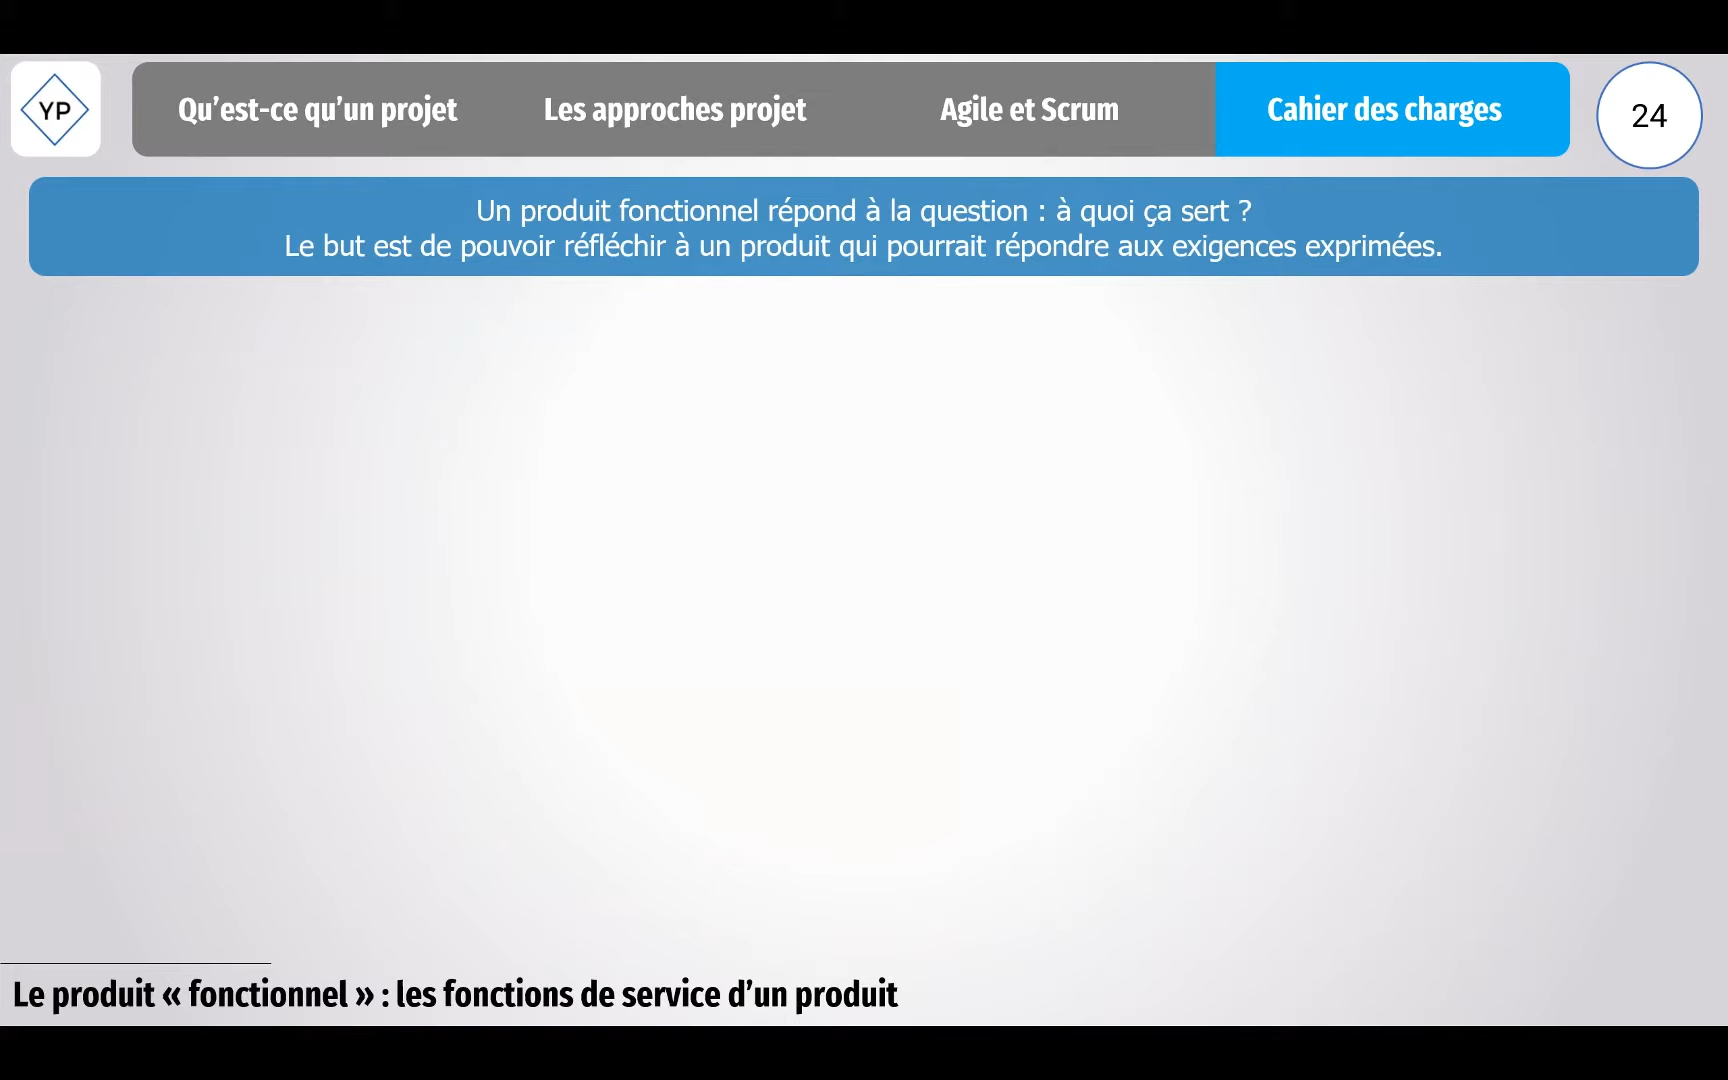 YP
Qu’est-ce qu’un projet
Les approches projet
Agile et Scrum
Cahier des charges
24
Un produit fonctionnel répond à la question : à quoi ça sert ?
Le but est de pouvoir réfléchir à un produit qui pourrait répondre aux exigences exprimées.
Le produit « fonctionnel » : les fonctions de service d’un produit